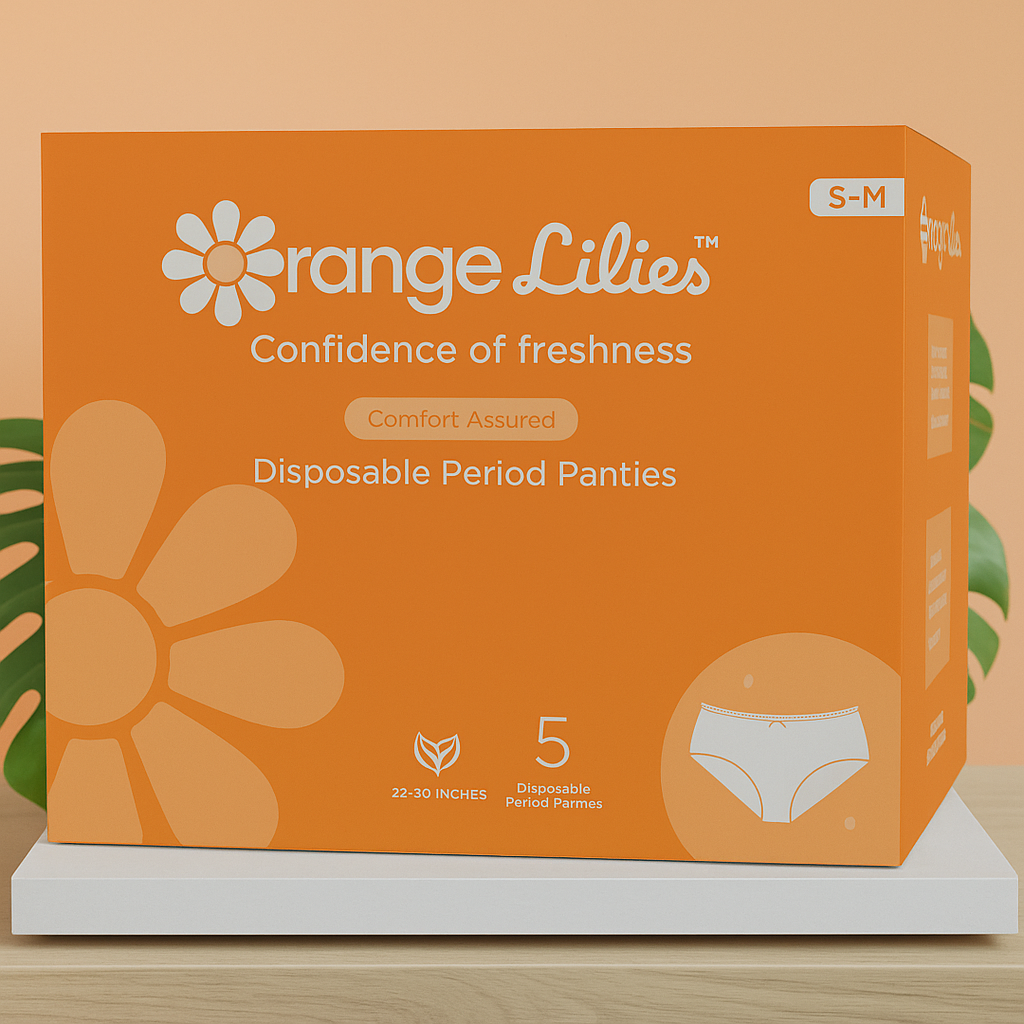 Orange Lilies™
S-M
Confidence of freshness
Comfort Assured
Disposable Period Panties
22-30 INCHES
5
Disposable
Period Parmes